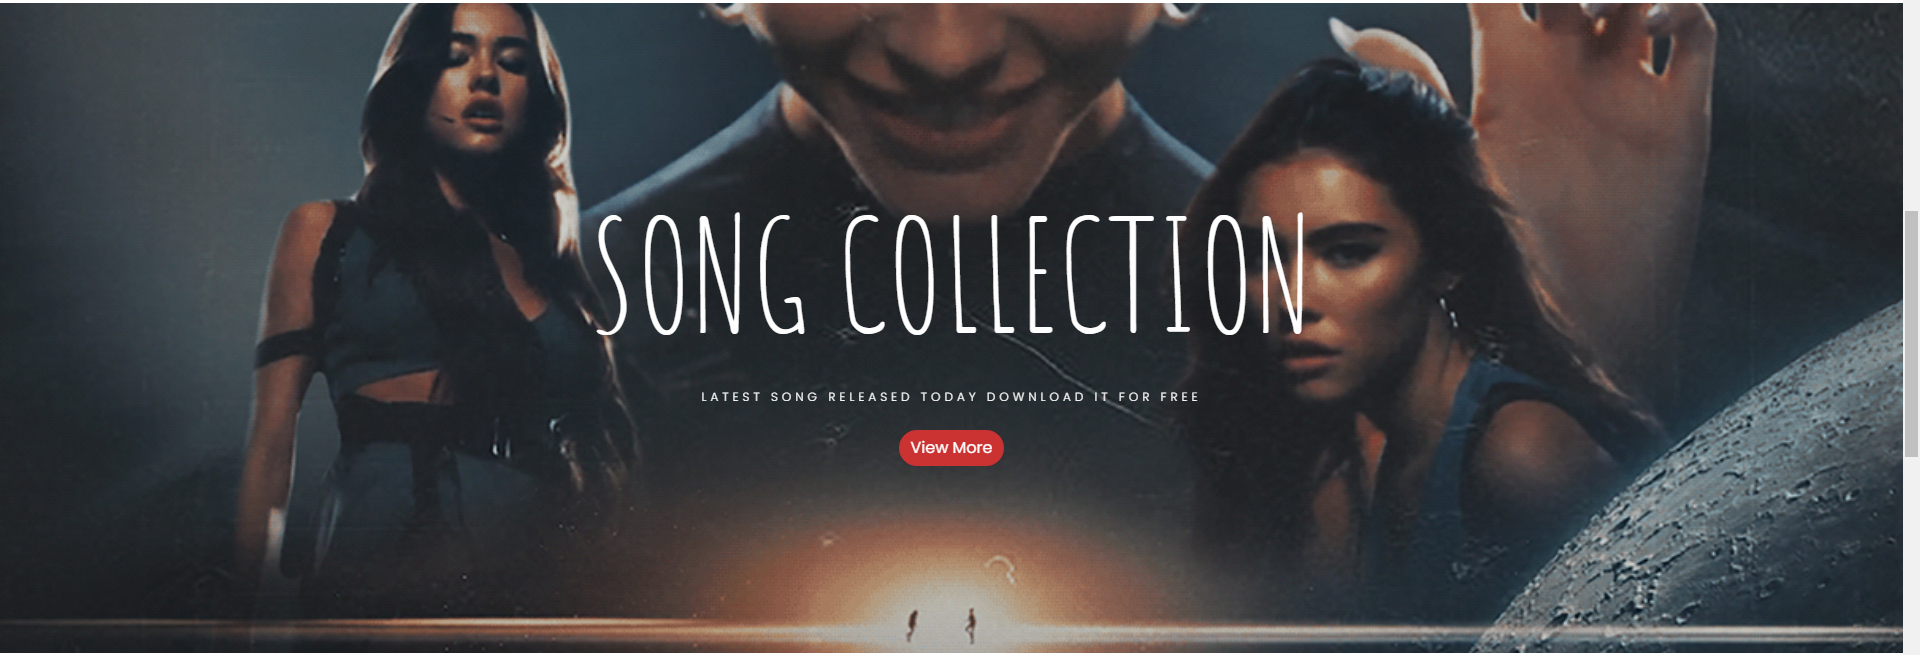 SONG COLLECTION
LATEST SONG RELEASED TODAY DOWNLOAD IT FOR FREE
View More